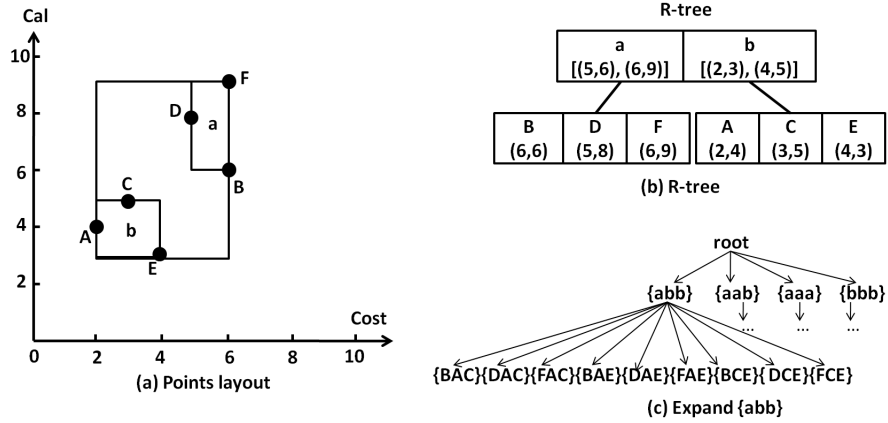 Cal
10
8
6
4
2
0 2 4 6 8 10
Cost
F
D
a
B
C
A
b
E
(a) Points layout
R-tree
a b
[(5,6), (6,9)] [(2,3), (4,5)]
B D F A C E
(6,6) (5,8) (6,9) (2,4) (3,5) (4,3)
(b) R-tree
root
{abb} {aab} {aaa} {bbb}
... ... ...
{BAC}{DAC}{FAC}{BAE}{DAE}{FAE}{BCE}{DCE}{FCE}
(c) Expand {abb}